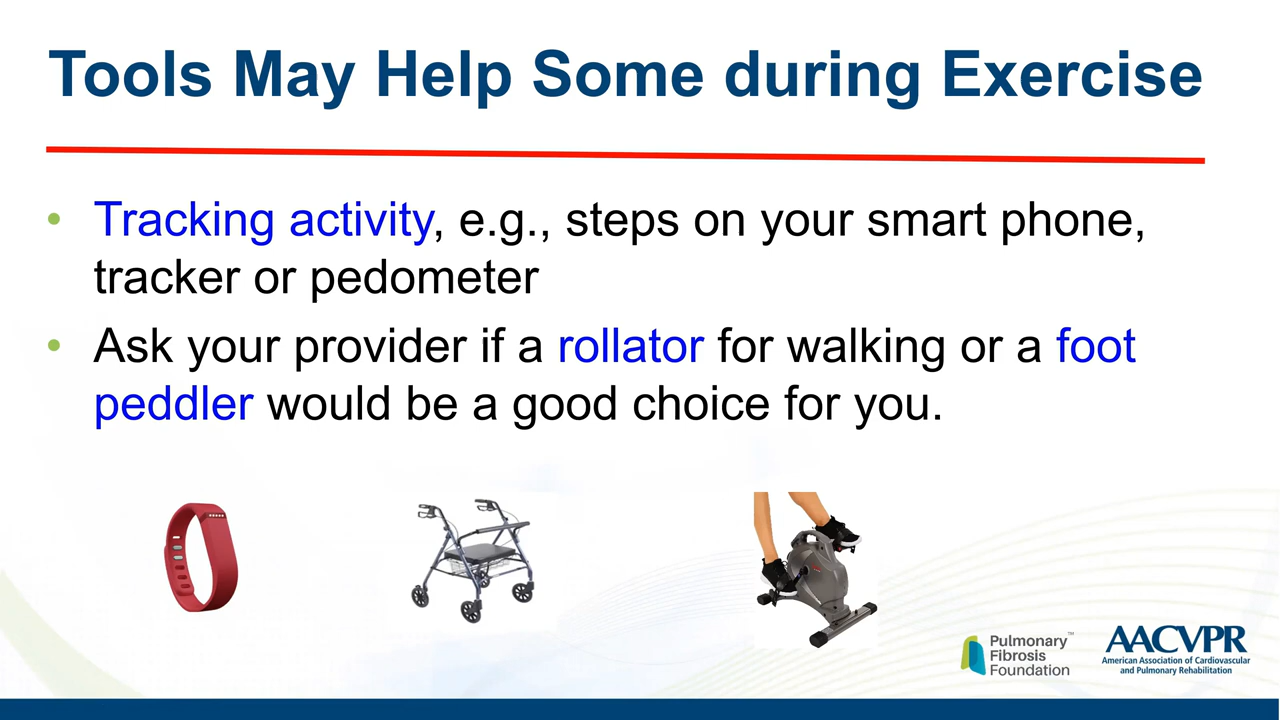 Tools May Help Some during Exercise
• Tracking activity, e.g., steps on your smart phone,
tracker or pedometer
• Ask your provider if a rollator for walking or a foot
peddler would be a good choice for you.
Pulmonary
Fibrosis
Foundation™
AACVPR
American Association of Cardiovascular
and Pulmonary Rehabilitation